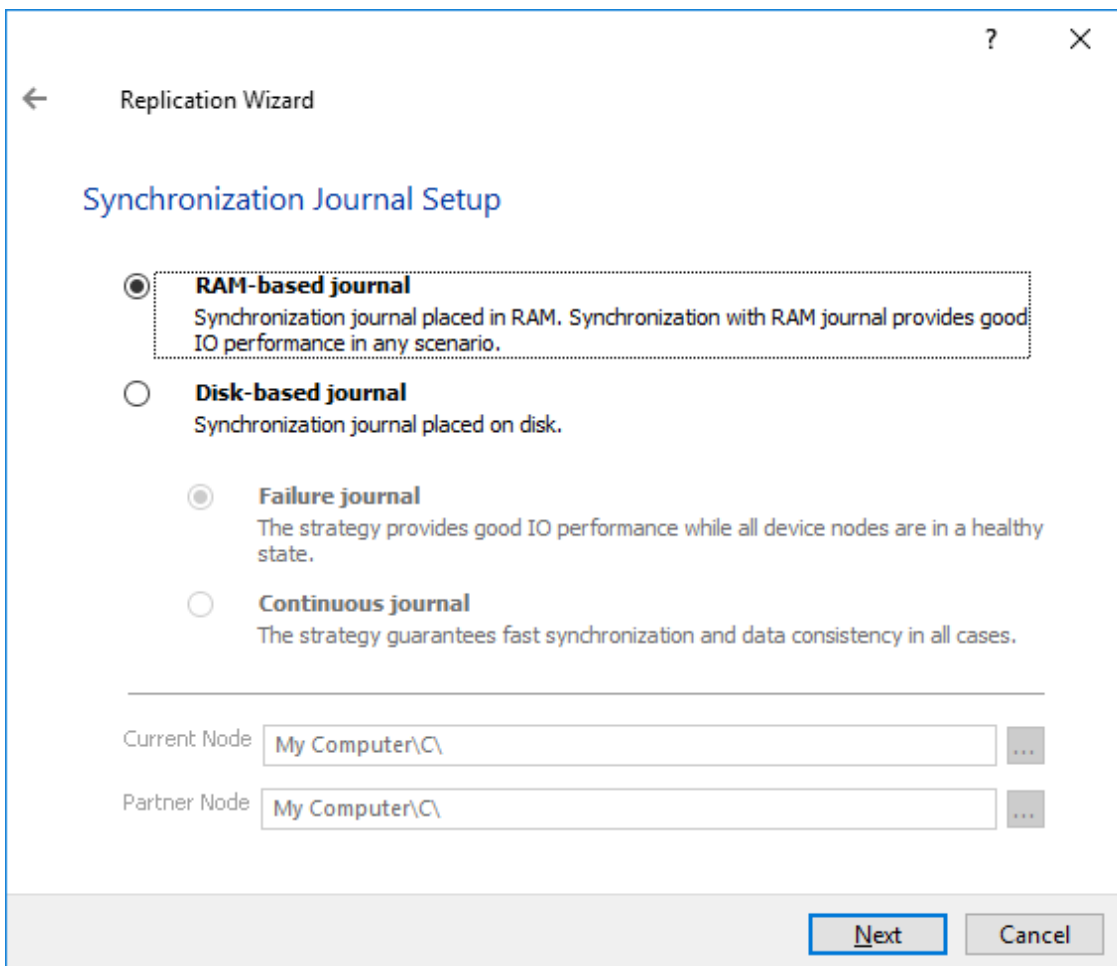 ?
Replication Wizard
Synchronization Journal Setup
RAM-based journal
Synchronization journal placed in RAM. Synchronization with RAM journal provides good
IO performance in any scenario.
Disk-based journal
Synchronization journal placed on disk.
Failure journal
The strategy provides good IO performance while all device nodes are in a healthy
state.
Continuous journal
The strategy guarantees fast synchronization and data consistency in all cases.
Current Node My Computer\C\ ...
Partner Node My Computer\C\ ...
Next Cancel